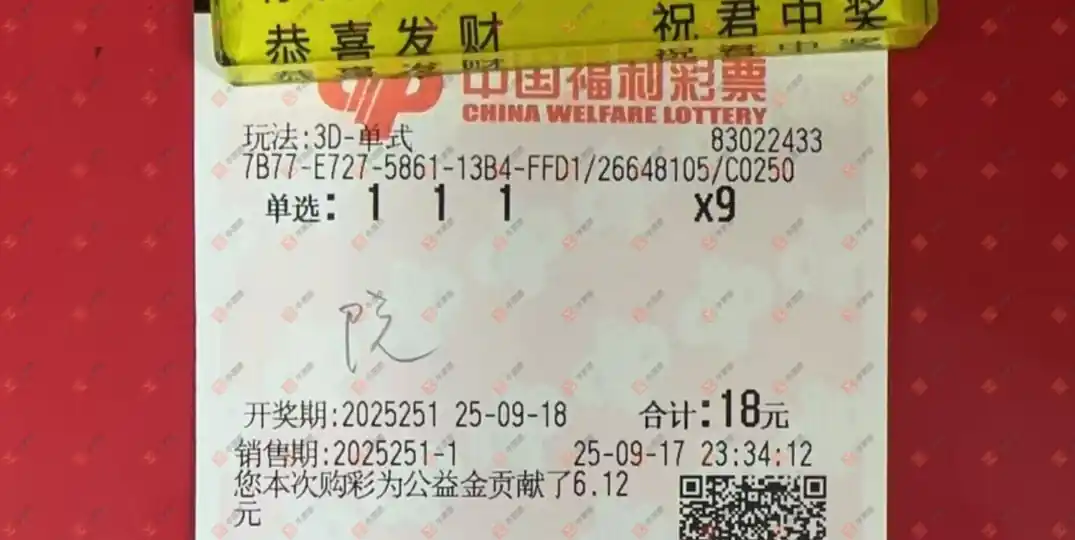 恭喜发财 祝君中奖
中国福利彩票
CHINA WELFARE LOTTERY
玩法:3D-单式 83022433
7B77-E727-5861-13B4-FFD1/26648105/C0250
单选: 1 1 1 x9
开奖期:2025251 25-09-18 合计:18元
销售期:2025251-1 25-09-17 23:34:12
您本次购彩为公益金贡献了6.12
元